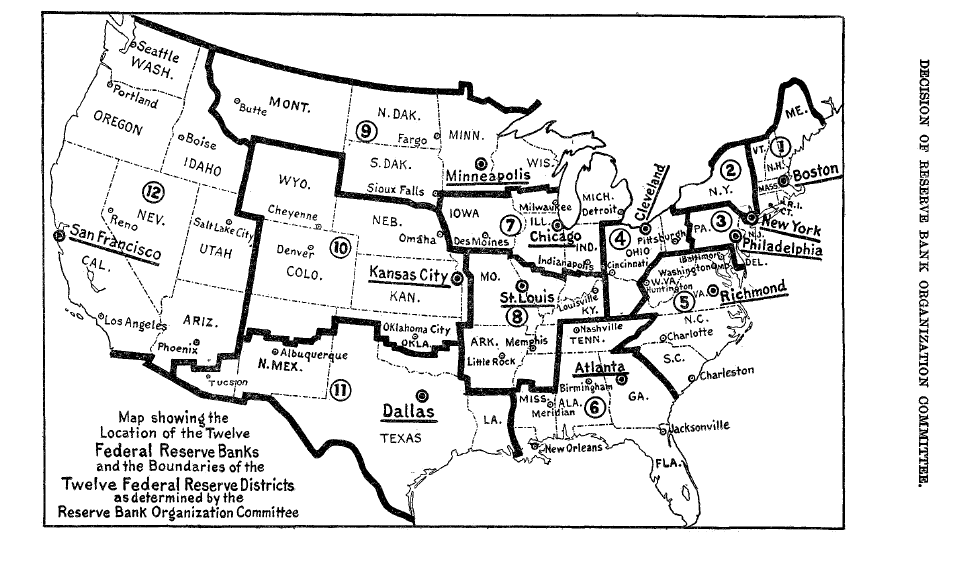 DECISION OF RESERVE BANK ORGANIZATION COMMITTEE.
Seattle
WASH.
Portland
OREGON
Boise
IDAHO
12
NEV.
Reno
Salt Lake City
UTAH
San Francisco
CAL.
Los Angeles
ARIZ.
Phoenix
Tucson
Butte
MONT.
N. DAK.
9
Fargo
MINN.
S. DAK.
Sioux Falls
Minneapolis
WIS.
MICH.
Detroit
WYO.
Cheyenne
NEB.
Omaha
Denver
10
COLO.
Kansas City
KAN.
Oklahoma City
OKLA.
N. MEX.
Albuquerque
11
Dallas
TEXAS
LA.
IOWA
7
Des Moines
Milwaukee
ILL.
Chicago
IND.
Indianapolis
MO.
St. Louis
8
Louisville
KY.
ARK.
Memphis
Little Rock
Nashville
TENN.
Atlanta
Birmingham
MISS.
ALA.
Meridian
6
GA.
New Orleans
Jacksonville
FLA.
Cleveland
4
OHIO
Pittsburgh
Cincinnati
ME.
VT.
1
N.H.
MASS.
Boston
R.I.
CT.
2
N.Y.
New York
PA.
3
N.J.
Philadelphia
DEL.
Baltimore
MD.
Washington
W.VA.
Huntington
5
VA.
Richmond
N.C.
Charlotte
S.C.
Charleston
Map showing the
Location of the Twelve
Federal Reserve Banks
and the Boundaries of the
Twelve Federal Reserve Districts
as determined by the
Reserve Bank Organization Committee